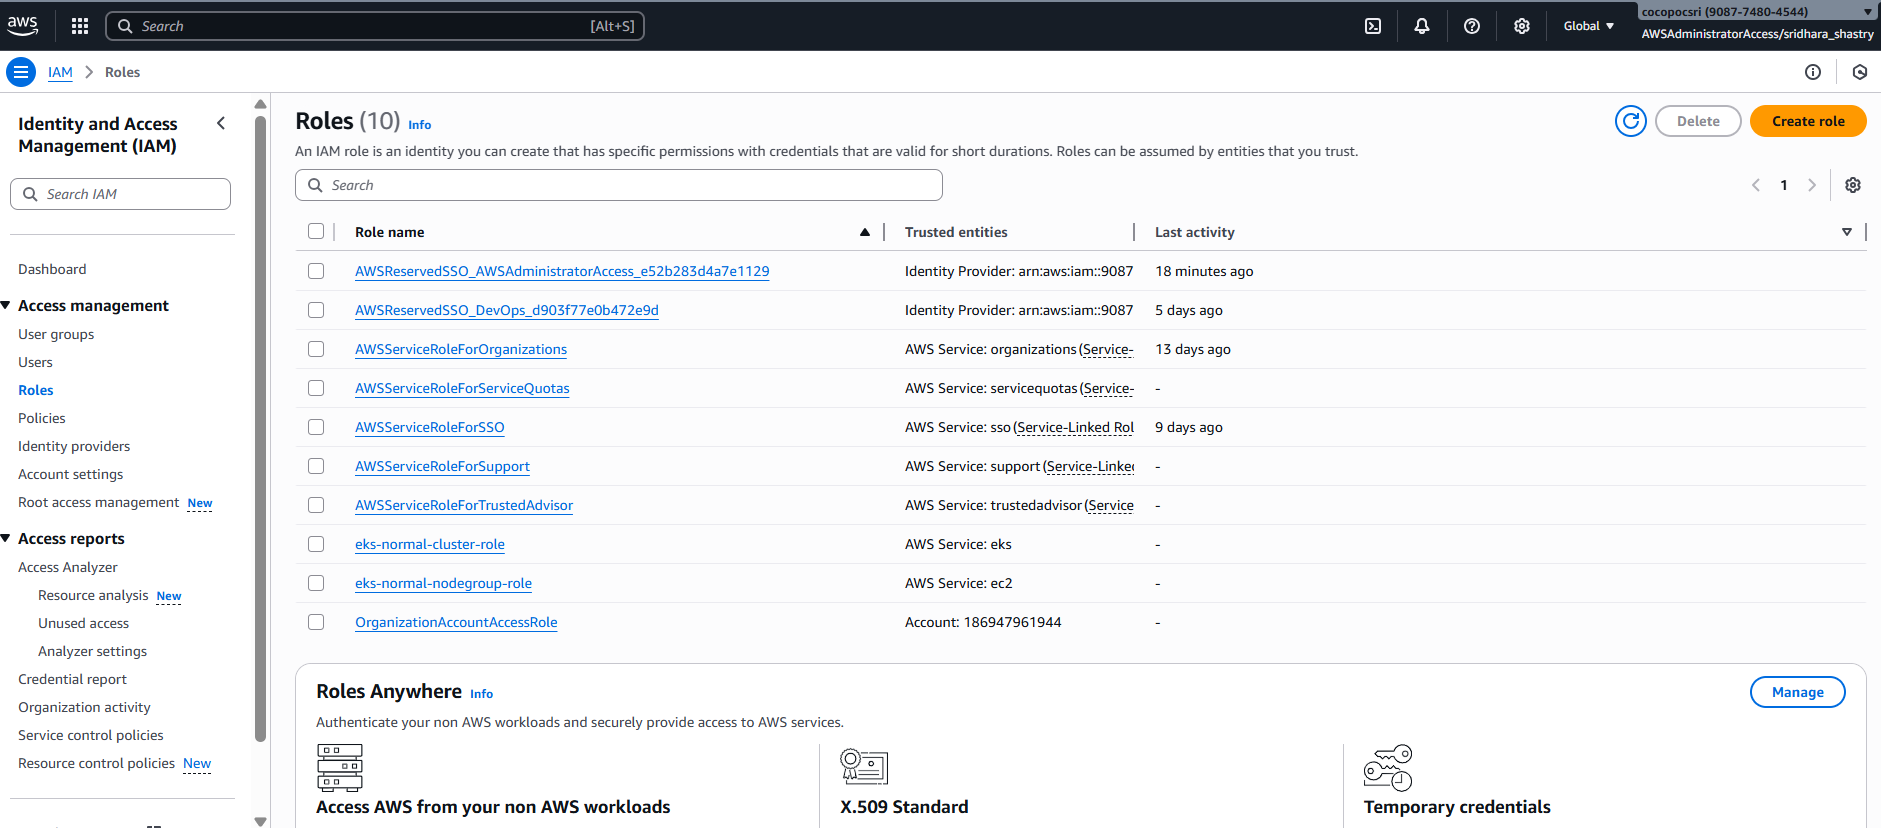 aws
Search [Alt+S]
Global
cocopocsri (9087-7480-4544)
AWSAdministratorAccess/sridhara_shastry
IAM
Roles
Identity and Access
Management (IAM)
Search IAM
Dashboard
Access management
User groups
Users
Roles
Policies
Identity providers
Account settings
Root access management New
Access reports
Access Analyzer
Resource analysis New
Unused access
Analyzer settings
Credential report
Organization activity
Service control policies
Resource control policies New
Roles (10) Info
Delete
Create role
An IAM role is an identity you can create that has specific permissions with credentials that are valid for short durations. Roles can be assumed by entities that you trust.
Search
1
Role name Trusted entities Last activity
AWSReservedSSO_AWSAdministratorAccess_e52b283d4a7e1129 Identity Provider: arn:aws:iam::9087 18 minutes ago
AWSReservedSSO_DevOps_d903f77e0b472e9d Identity Provider: arn:aws:iam::9087 5 days ago
AWSServiceRoleForOrganizations AWS Service: organizations (Service- 13 days ago
AWSServiceRoleForServiceQuotas AWS Service: servicequotas (Service- -
AWSServiceRoleForSSO AWS Service: sso (Service-Linked Rol 9 days ago
AWSServiceRoleForSupport AWS Service: support (Service-Linked -
AWSServiceRoleForTrustedAdvisor AWS Service: trustedadvisor (Service -
eks-normal-cluster-role AWS Service: eks -
eks-normal-nodegroup-role AWS Service: ec2 -
OrganizationAccountAccessRole Account: 186947961944 -
Roles Anywhere Info
Manage
Authenticate your non AWS workloads and securely provide access to AWS services.
Access AWS from your non AWS workloads
X.509 Standard
Temporary credentials